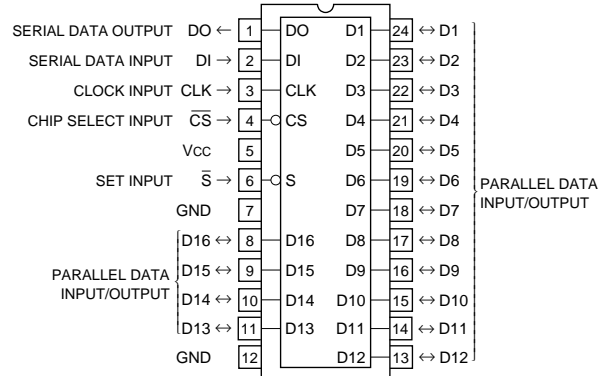 SERIAL DATA OUTPUT DO ← 1 DO D1 24 ↔ D1
SERIAL DATA INPUT DI → 2 DI D2 23 ↔ D2
CLOCK INPUT CLK → 3 CLK D3 22 ↔ D3
CHIP SELECT INPUT C̅S̅ → 4 CS D4 21 ↔ D4
VCC 5 D5 20 ↔ D5
SET INPUT S̅ → 6 S D6 19 ↔ D6
GND 7 D7 18 ↔ D7
PARALLEL DATA
INPUT/OUTPUT
D16 ↔ 8 D16 D8 17 ↔ D8
D15 ↔ 9 D15 D9 16 ↔ D9
PARALLEL DATA
INPUT/OUTPUT
D14 ↔ 10 D14 D10 15 ↔ D10
D13 ↔ 11 D13 D11 14 ↔ D11
GND 12 D12 13 ↔ D12